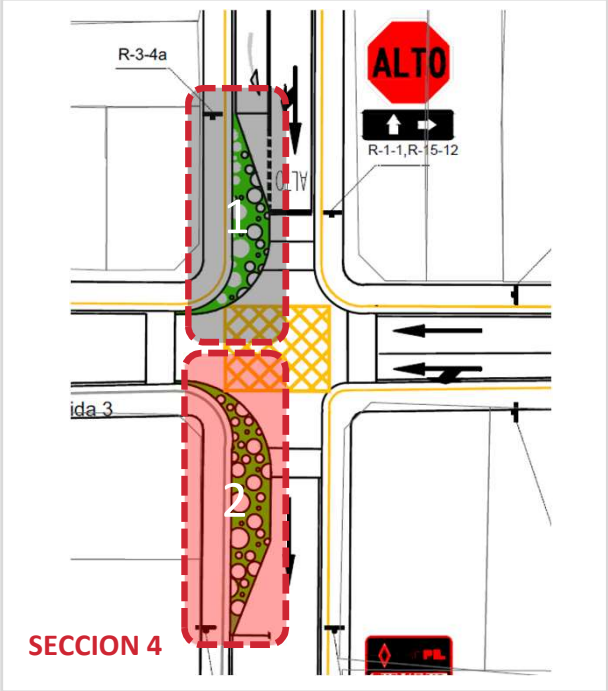 R-3-4a
ALTO
R-1-1,R-15-12
ALTO
1
ida 3
2
SECCION 4